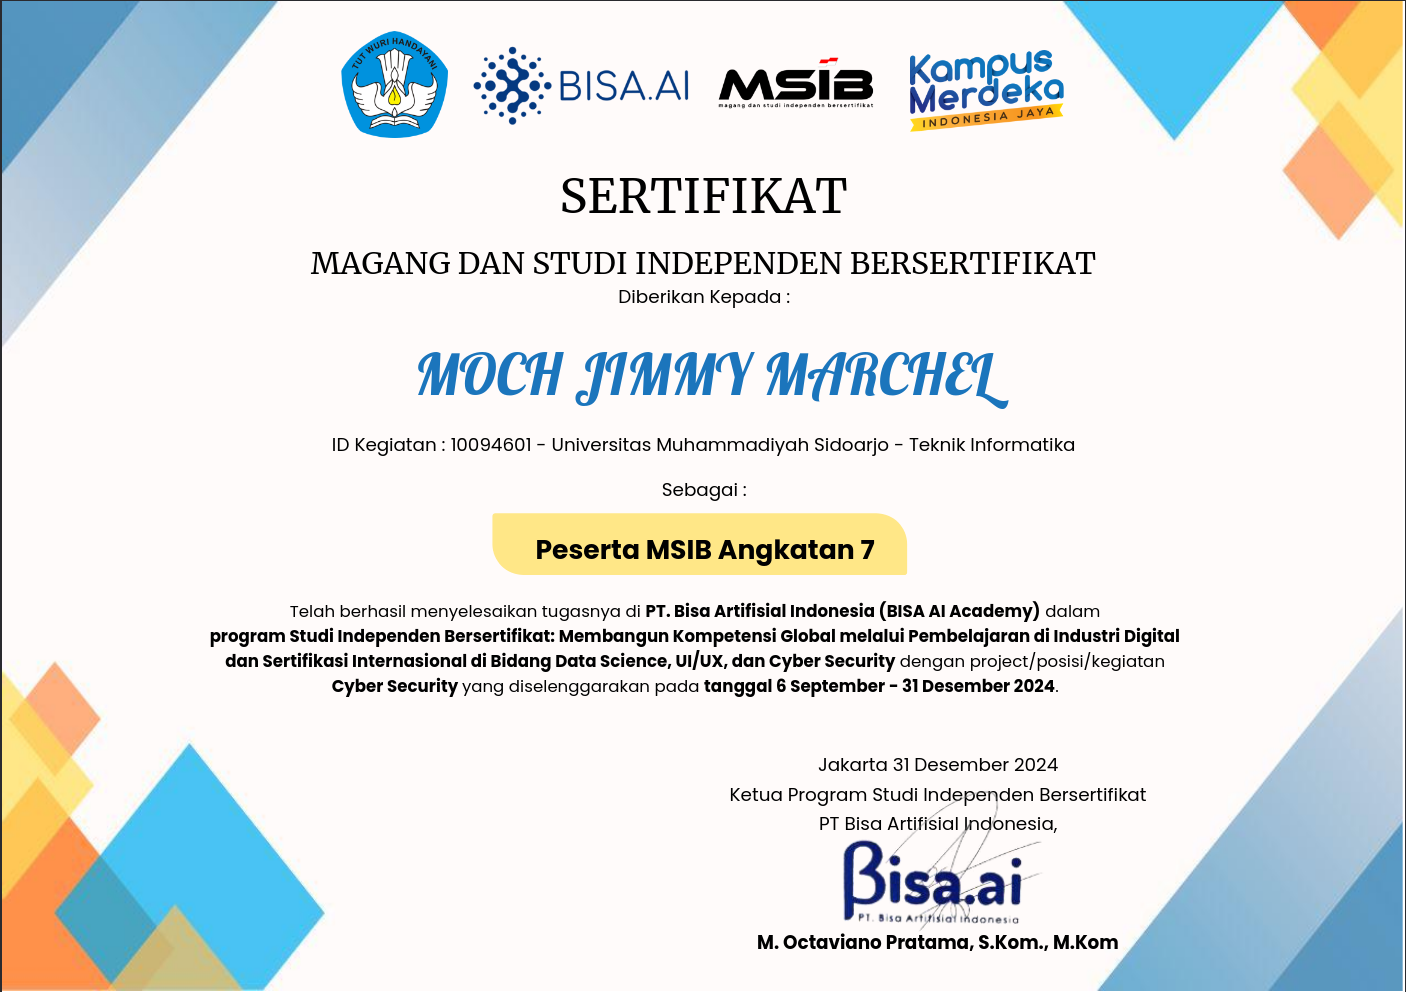 TUT WURI HANDAYANI
BISA.AI
MSIB
magang dan studi independen bersertifikat
Kampus
Merdeka
INDONESIA JAYA
SERTIFIKAT
MAGANG DAN STUDI INDEPENDEN BERSERTIFIKAT
Diberikan Kepada :
MOCH JIMMY MARCHEL
ID Kegiatan : 10094601 - Universitas Muhammadiyah Sidoarjo - Teknik Informatika
Sebagai :
Peserta MSIB Angkatan 7
Telah berhasil menyelesaikan tugasnya di PT. Bisa Artifisial Indonesia (BISA AI Academy) dalam
program Studi Independen Bersertifikat: Membangun Kompetensi Global melalui Pembelajaran di Industri Digital
dan Sertifikasi Internasional di Bidang Data Science, UI/UX, dan Cyber Security dengan project/posisi/kegiatan
Cyber Security yang diselenggarakan pada tanggal 6 September - 31 Desember 2024.
Jakarta 31 Desember 2024
Ketua Program Studi Independen Bersertifikat
PT Bisa Artifisial Indonesia,
Bisa.ai
PT. Bisa Artifisial Indonesia
M. Octaviano Pratama, S.Kom., M.Kom